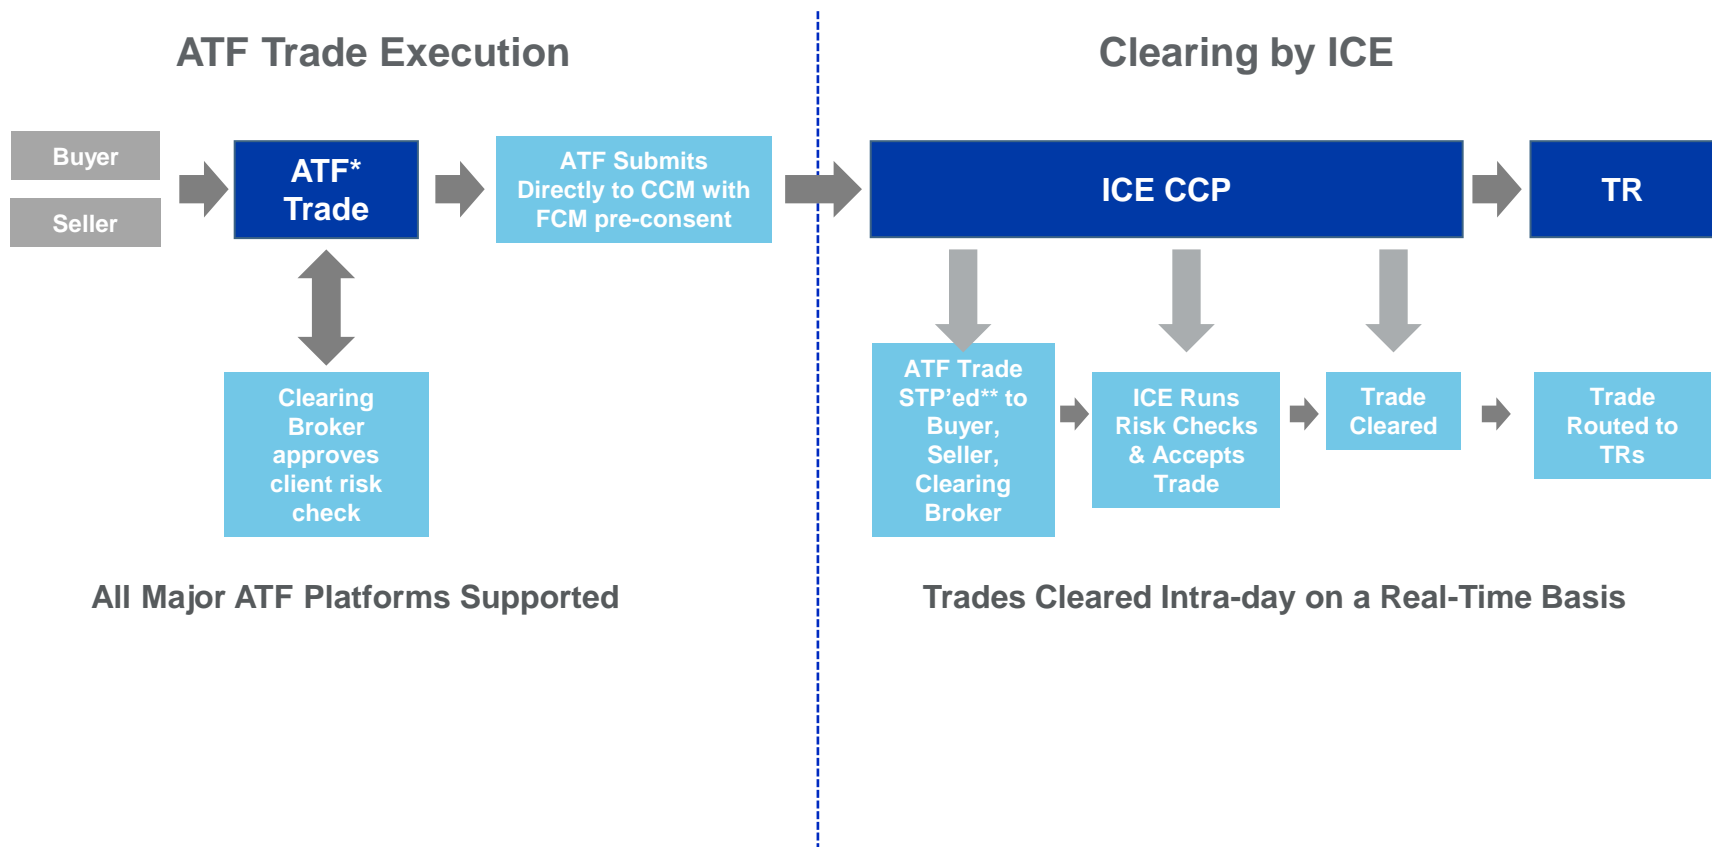 ATF Trade Execution
Buyer
Seller
ATF*
Trade
ATF Submits
Directly to CCM with
FCM pre-consent
Clearing
Broker
approves
client risk
check
All Major ATF Platforms Supported
Clearing by ICE
ICE CCP
TR
ATF Trade
STP'ed** to
Buyer,
Seller,
Clearing
Broker
ICE Runs
Risk Checks
& Accepts
Trade
Trade
Cleared
Trade
Routed to
TRs
Trades Cleared Intra-day on a Real-Time Basis